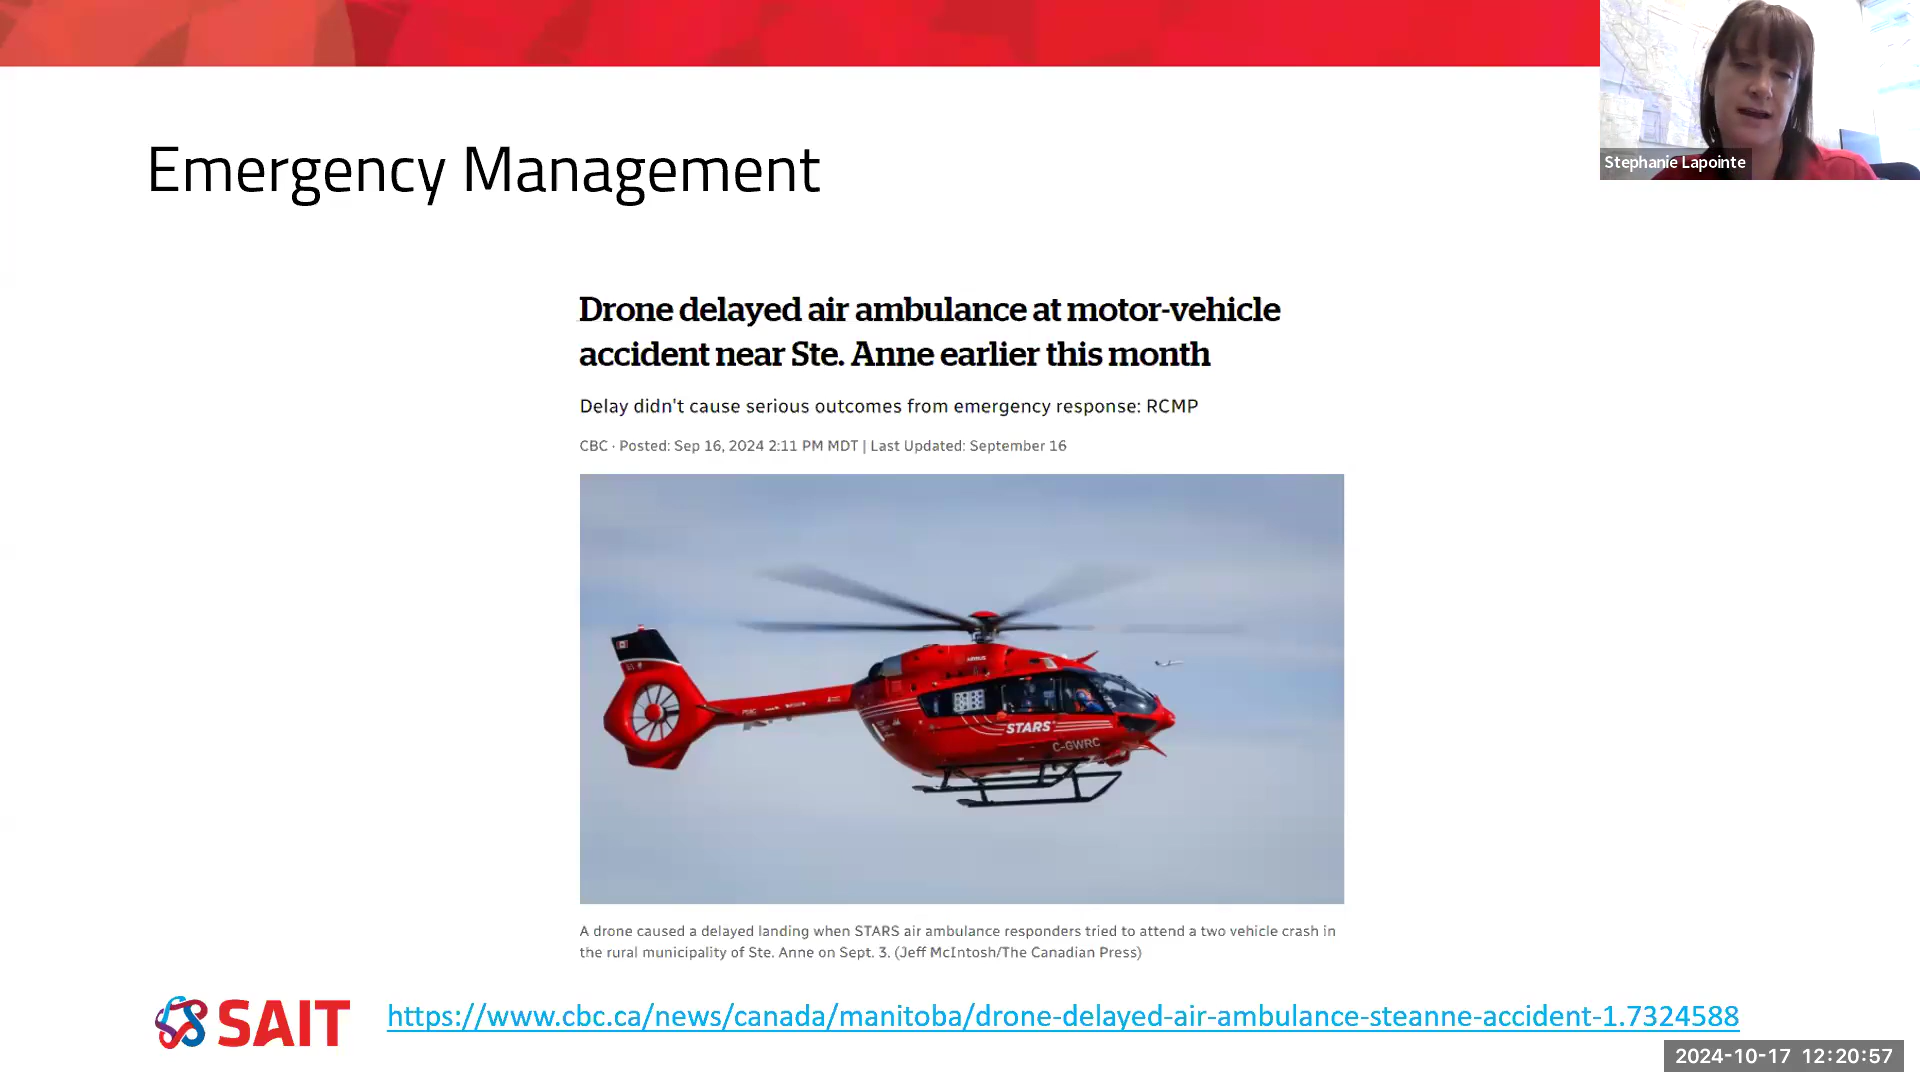 Stephanie Lapointe
Emergency Management
Drone delayed air ambulance at motor-vehicle
accident near Ste. Anne earlier this month
Delay didn't cause serious outcomes from emergency response: RCMP
CBC · Posted: Sep 16, 2024 2:11 PM MDT | Last Updated: September 16
AIRBUS
STARS
C-GWRC
A drone caused a delayed landing when STARS air ambulance responders tried to attend a two vehicle crash in
the rural municipality of Ste. Anne on Sept. 3. (Jeff McIntosh/The Canadian Press)
SAIT
https://www.cbc.ca/news/canada/manitoba/drone-delayed-air-ambulance-steanne-accident-1.7324588
2024-10-17 12:20:57